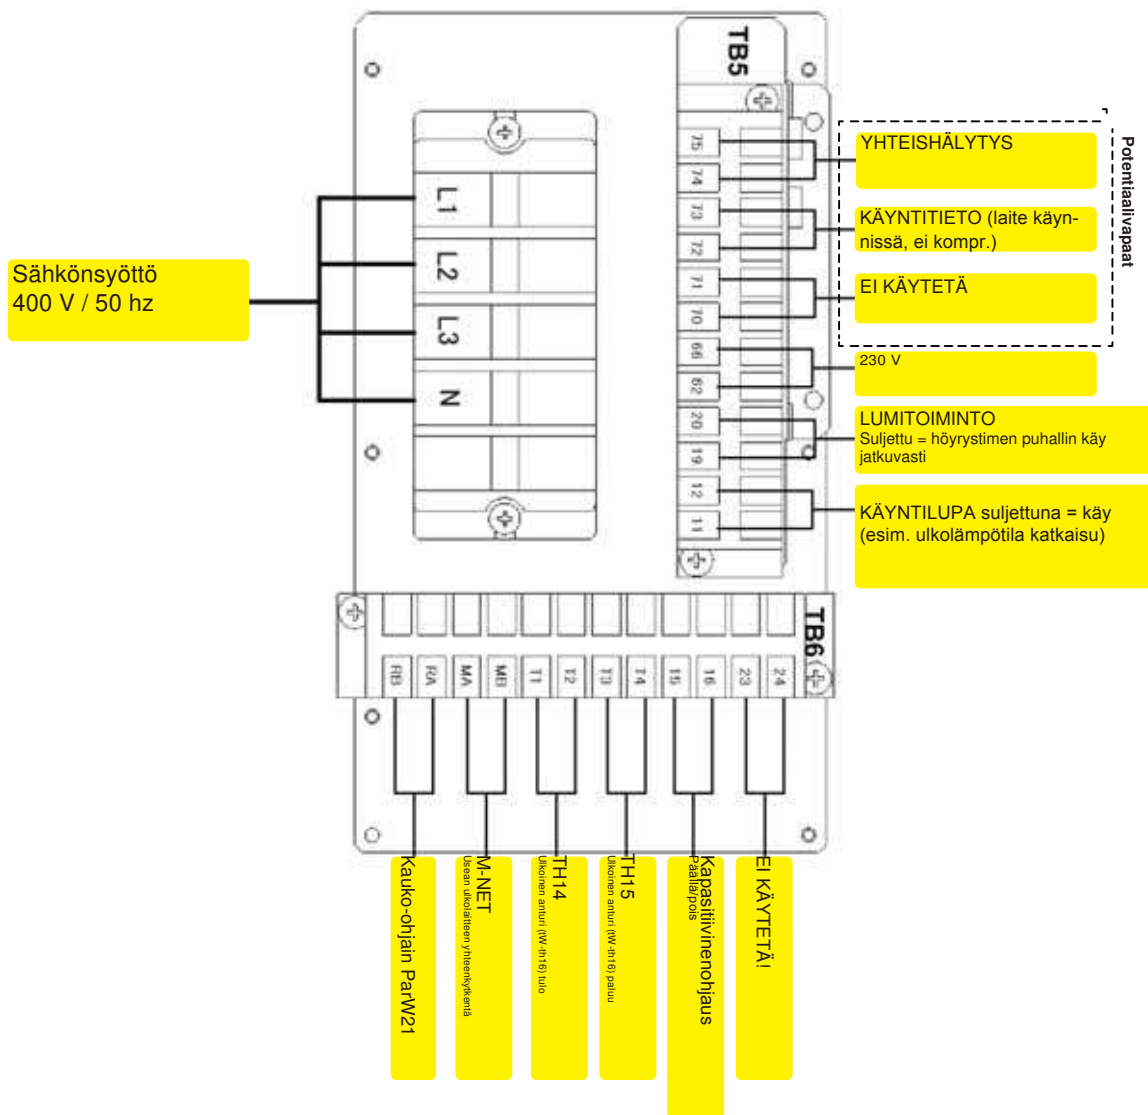 TB5
75
74
73
72
71
70
66
62
20
19
12
11
YHTEISHÄLYTYS
KÄYNTITIETO (laite käyn-
nissä, ei kompr.)
EI KÄYTETÄ
Potentiaalivapaat
230 V
LUMITOIMINTO
Suljettu = höyrystimen puhallin käy
jatkuvasti
KÄYNTILUPA suljettuna = käy
(esim. ulkolämpötila katkaisu)
Sähkönsyöttö
400 V / 50 hz
L1
L2
L3
N
TB6
RB
RA
MA
MB
T1
T2
T3
T4
15
16
23
24
Kauko-ohjain ParW21
M-NET
Usean ulkolaitteen yhteenkytkentä
TH14
Ulkoinen anturi (tW-th16) tulo
TH15
Ulkoinen anturi (tW-th16) paluu
Kapasitiivinenohjaus
Päällä/pois
EI KÄYTETÄ!